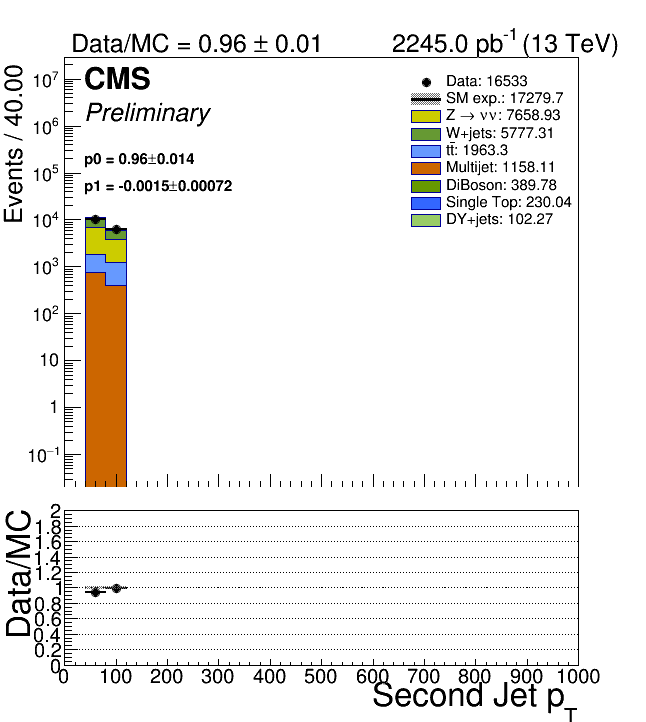 Data/MC = 0.96 ± 0.01
2245.0 pb⁻¹ (13 TeV)
Events / 40.00
CMS
Preliminary
p0 = 0.96±0.014
p1 = -0.0015±0.00072
Data: 16533
SM exp.: 17279.7
Z → νν: 7658.93
W+jets: 5777.31
tt̄: 1963.3
Multijet: 1158.11
DiBoson: 389.78
Single Top: 230.04
DY+jets: 102.27
10⁷
10⁶
10⁵
10⁴
10³
10²
10
1
10⁻¹
Data/MC
2
1.8
1.6
1.4
1.2
1
0.8
0.6
0.4
0.2
0
0 100 200 300 400 500 600 700 800 900 1000
Second Jet p_T